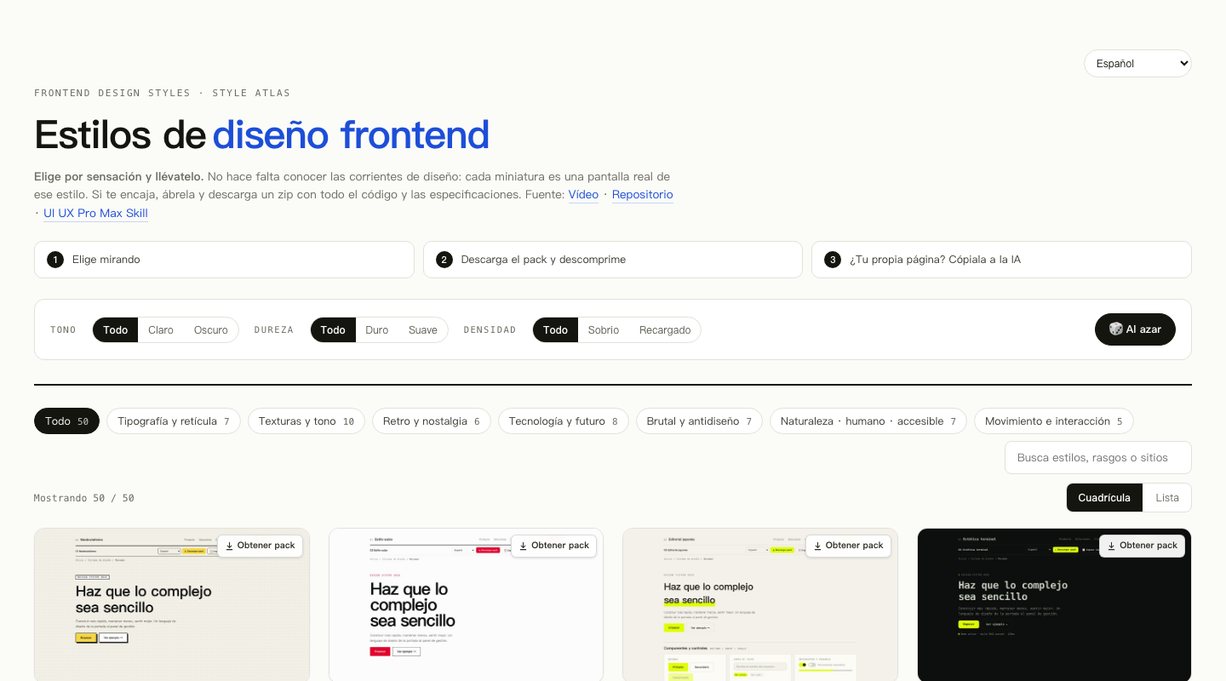 Español
FRONTEND DESIGN STYLES · STYLE ATLAS
Estilos de diseño frontend
Elige por sensación y llévatelo. No hace falta conocer las corrientes de diseño: cada miniatura es una pantalla real de
ese estilo. Si te encaja, ábrela y descarga un zip con todo el código y las especificaciones. Fuente: Vídeo · Repositorio
· UI UX Pro Max Skill
1 Elige mirando
2 Descarga el pack y descomprime
3 ¿Tu propia página? Cópiala a la IA
TONO Todo Claro Oscuro DUREZA Todo Duro Suave DENSIDAD Todo Sobrio Recargado 🎲 Al azar
Todo 50 Tipografía y retícula 7 Texturas y tono 10 Retro y nostalgia 6 Tecnología y futuro 8 Brutal y antidiseño 7 Naturaleza · humano · accesible 7 Movimiento e interacción 5
Busca estilos, rasgos o sitios
Mostrando 50 / 50
Cuadrícula Lista
Obtener pack
Haz que lo complejo
sea sencillo
Obtener pack
Haz que lo
complejo
sea sencillo
Obtener pack
Haz que lo complejo
sea sencillo
Componentes y controles
Obtener pack
Haz que lo complejo
sea sencillo